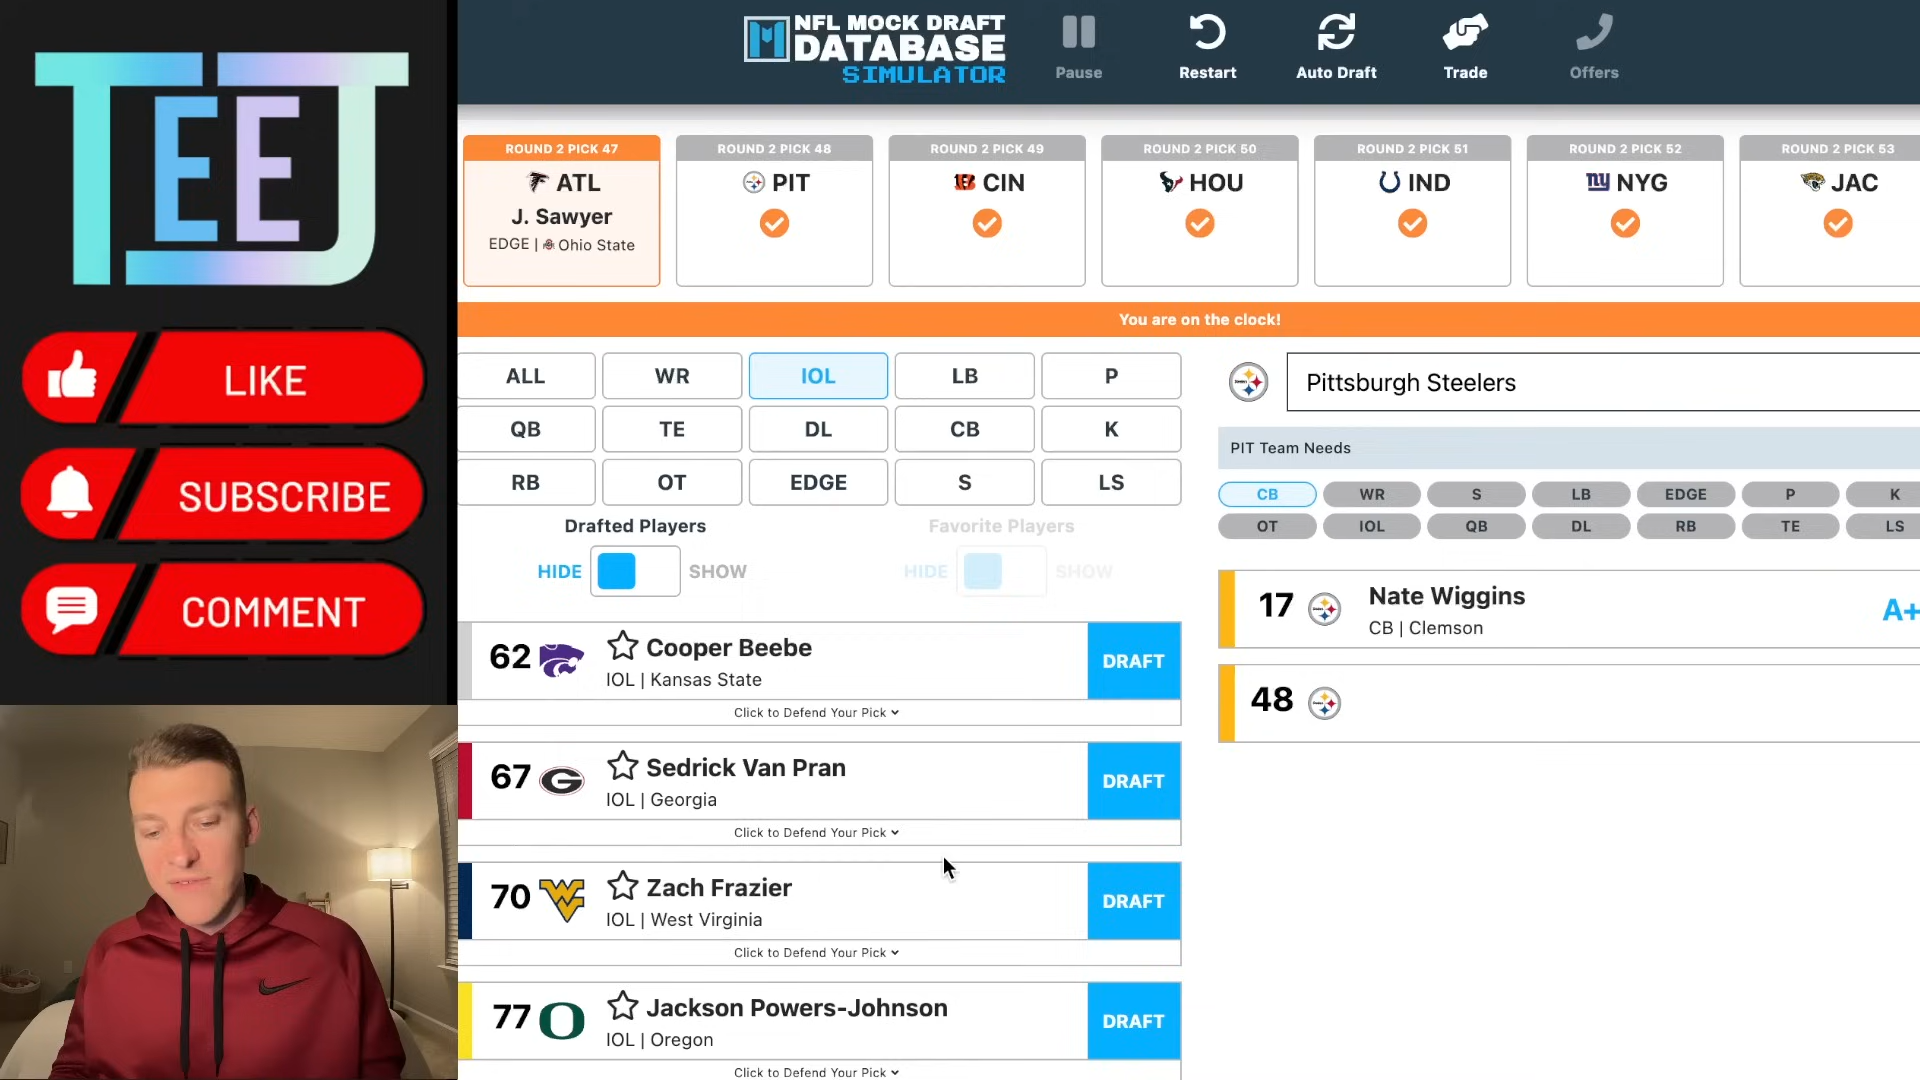 TEEJ
LIKE
SUBSCRIBE
COMMENT
NFL MOCK DRAFT
DATABASE
SIMULATOR
Pause
Restart
Auto Draft
Trade
Offers
ROUND 2 PICK 47
ATL
J. Sawyer
EDGE | Ohio State
ROUND 2 PICK 48
PIT
ROUND 2 PICK 49
CIN
ROUND 2 PICK 50
HOU
ROUND 2 PICK 51
IND
ROUND 2 PICK 52
NYG
ROUND 2 PICK 53
JAC
You are on the clock!
ALL WR IOL LB P
QB TE DL CB K
RB OT EDGE S LS
Drafted Players
HIDE SHOW
Favorite Players
HIDE SHOW
62 Cooper Beebe
IOL | Kansas State
DRAFT
Click to Defend Your Pick
67 Sedrick Van Pran
IOL | Georgia
DRAFT
Click to Defend Your Pick
70 Zach Frazier
IOL | West Virginia
DRAFT
Click to Defend Your Pick
77 Jackson Powers-Johnson
IOL | Oregon
DRAFT
Click to Defend Your Pick
Pittsburgh Steelers
PIT Team Needs
CB WR S LB EDGE P K
OT IOL QB DL RB TE LS
17 Nate Wiggins
CB | Clemson
A+
48